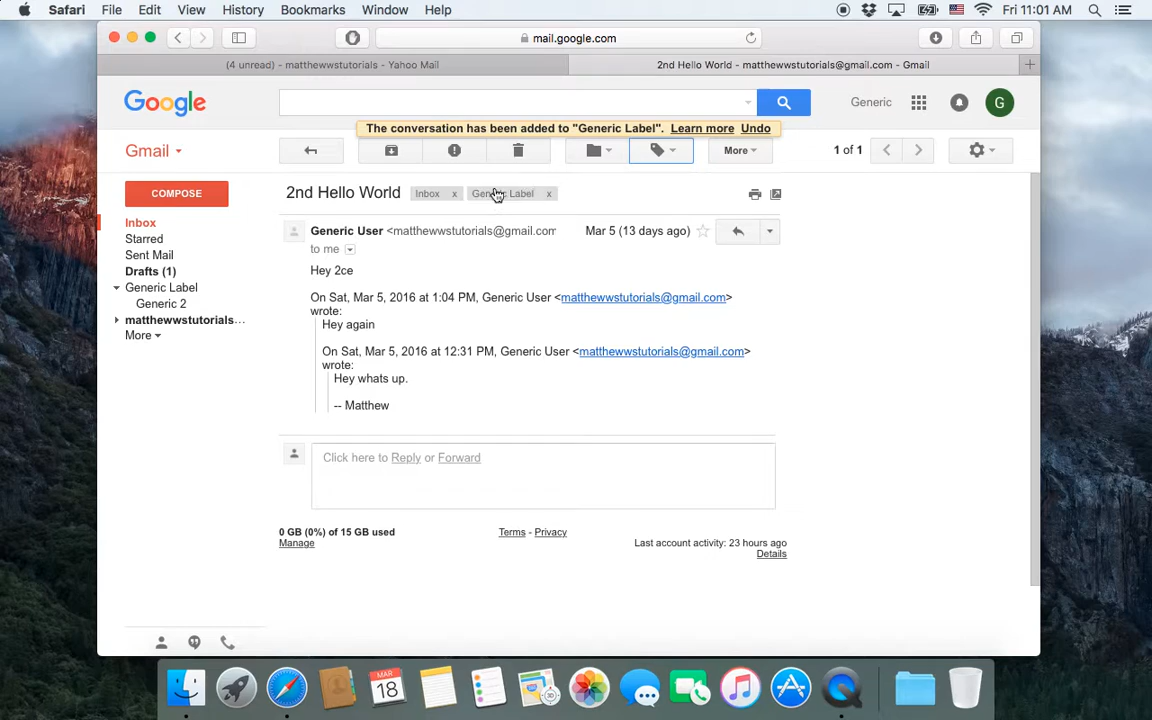 Safari File Edit View History Bookmarks Window Help Fri 11:01 AM
mail.google.com
(4 unread) - matthewwstutorials - Yahoo Mail 2nd Hello World - matthewwstutorials@gmail.com - Gmail +
Google Generic G
The conversation has been added to "Generic Label". Learn more Undo
Gmail More 1 of 1
COMPOSE
2nd Hello World Inbox x Label x
Inbox
Starred
Sent Mail
Drafts (1)
Generic Label
Generic 2
matthewwstutorials...
More
Generic User <matthewwstutorials@gmail.com Mar 5 (13 days ago)
to me
Hey 2ce
On Sat, Mar 5, 2016 at 1:04 PM, Generic User <matthewwstutorials@gmail.com>
wrote:
Hey again
On Sat, Mar 5, 2016 at 12:31 PM, Generic User <matthewwstutorials@gmail.com>
wrote:
Hey whats up.
-- Matthew
Click here to Reply or Forward
0 GB (0%) of 15 GB used
Manage
Terms - Privacy
Last account activity: 23 hours ago
Details
MAR
18
3D